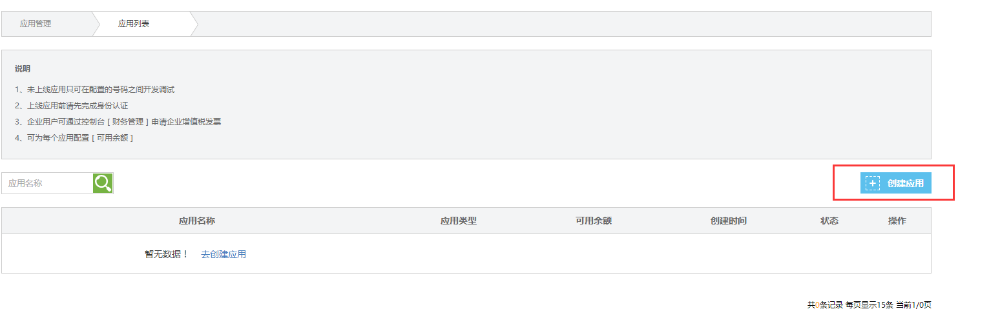 应用管理 应用列表
说明
1、未上线应用只可在配置的号码之间开发调试
2、上线应用前请先完成身份认证
3、企业用户可通过控制台 [ 财务管理 ] 申请企业增值税发票
4、可为每个应用配置 [ 可用余额 ]
应用名称 创建应用
应用名称 应用类型 可用余额 创建时间 状态 操作
暂无数据！ 去创建应用
共0条记录 每页显示15条 当前1/0页